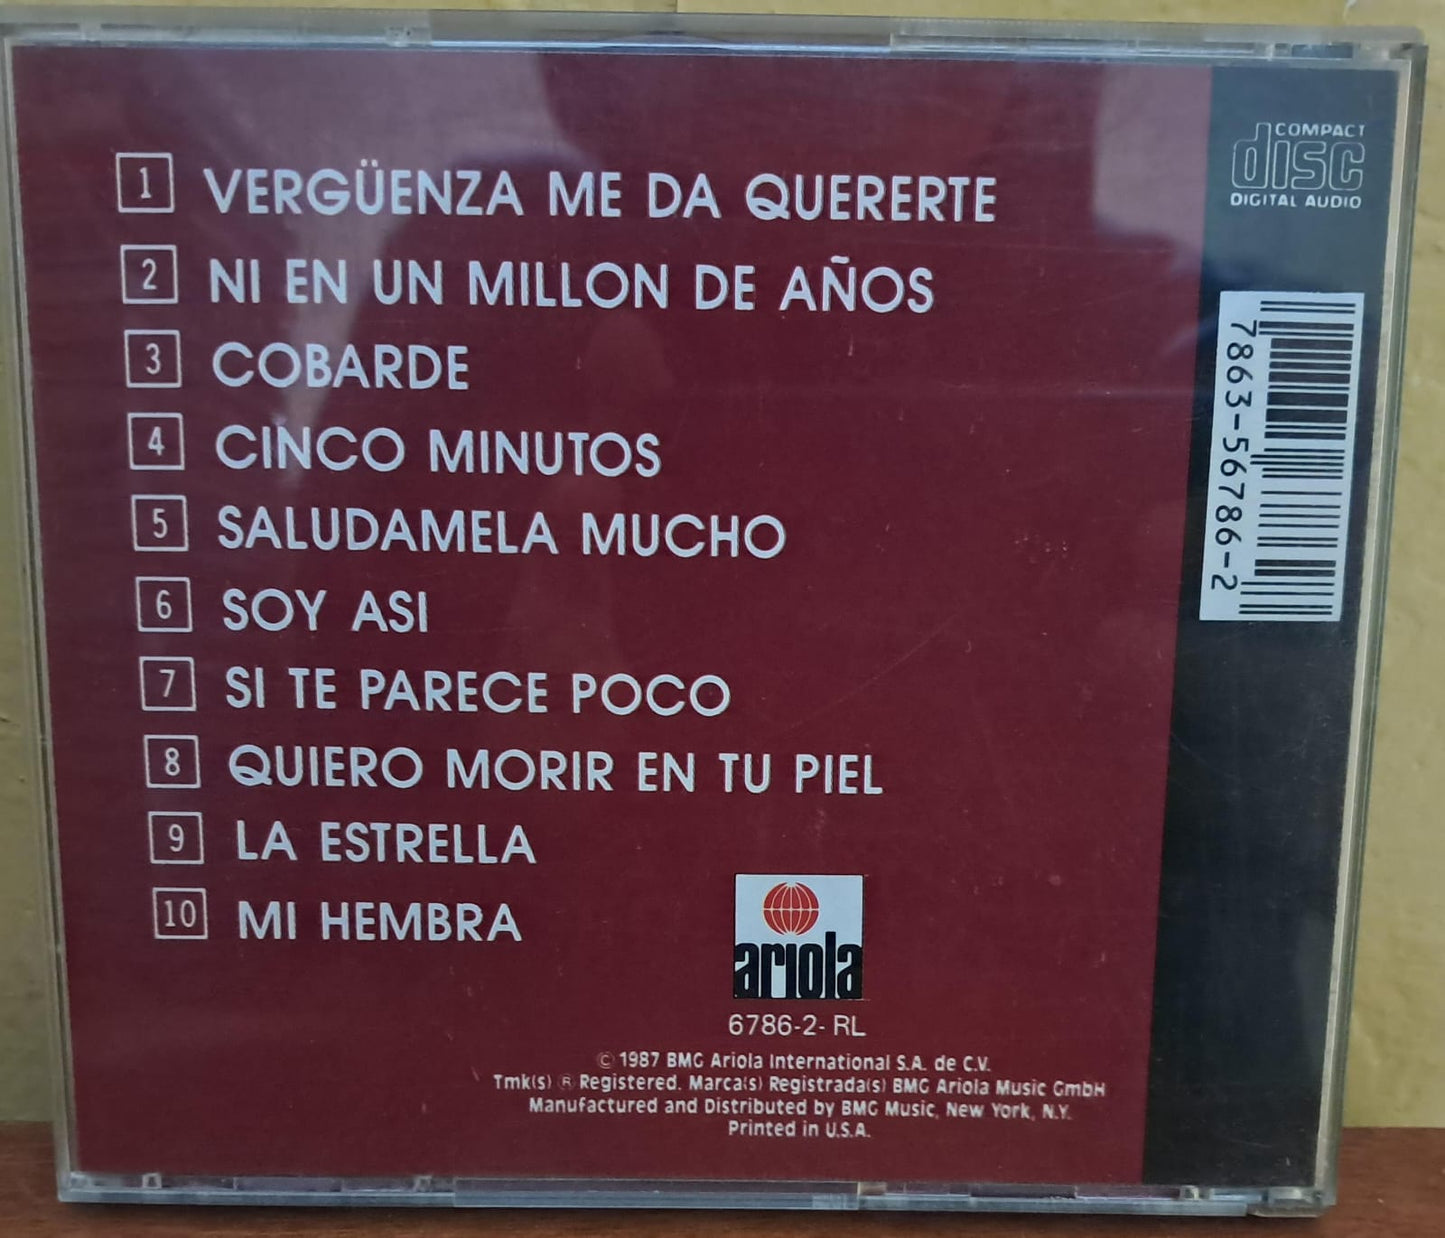 COMPACT
disc
DIGITAL AUDIO
1 VERGÜENZA ME DA QUERERTE
2 NI EN UN MILLON DE AÑOS
3 COBARDE
4 CINCO MINUTOS
5 SALUDAMELA MUCHO
6 SOY ASI
7 SI TE PARECE POCO
8 QUIERO MORIR EN TU PIEL
9 LA ESTRELLA
10 MI HEMBRA
7863-56786-2
ariola
6786-2-RL
© 1987 BMG Ariola International S.A. de C.V.
Tmk(s) ® Registered. Marca(s) Registrada(s) BMG Ariola Music GmbH
Manufactured and Distributed by BMG Music, New York, N.Y.
Printed in U.S.A.